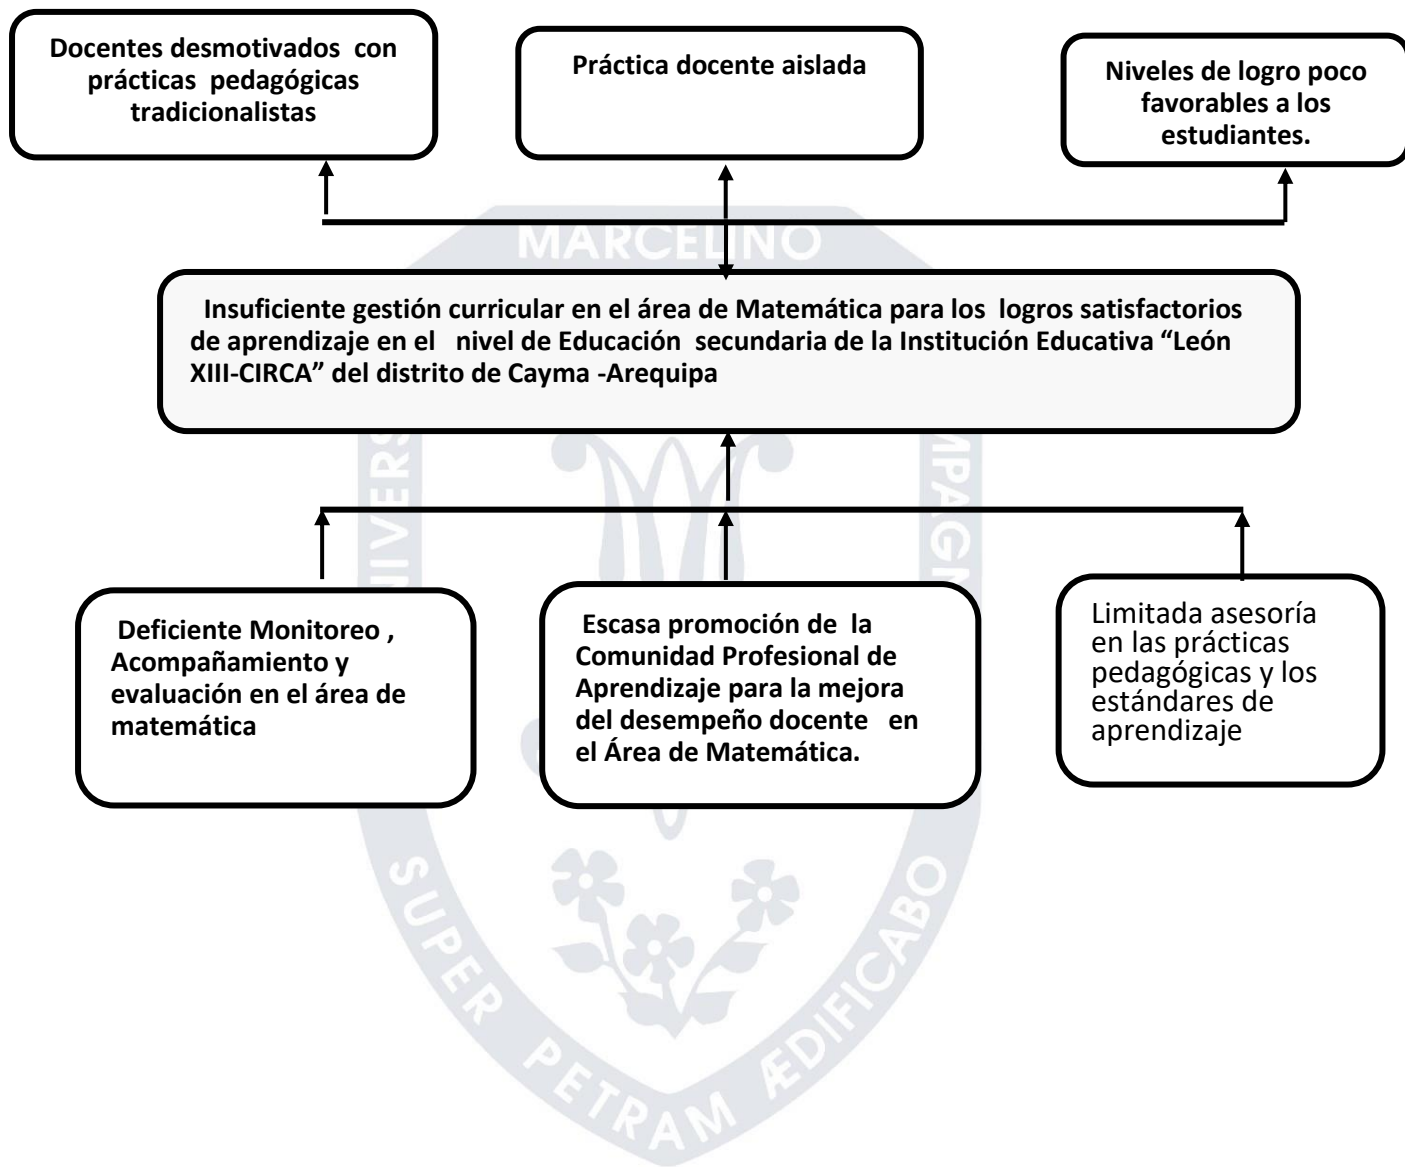 Docentes desmotivados con
prácticas pedagógicas
tradicionalistas
Práctica docente aislada
Niveles de logro poco
favorables a los
estudiantes.
MARCELINO
Insuficiente gestión curricular en el área de Matemática para los logros satisfactorios
de aprendizaje en el nivel de Educación secundaria de la Institución Educativa “León
XIII-CIRCA” del distrito de Cayma -Arequipa
Deficiente Monitoreo ,
Acompañamiento y
evaluación en el área de
matemática
Escasa promoción de la
Comunidad Profesional de
Aprendizaje para la mejora
del desempeño docente en
el Área de Matemática.
Limitada asesoría
en las prácticas
pedagógicas y los
estándares de
aprendizaje
SUPER PETRAM ÆDIFICABO